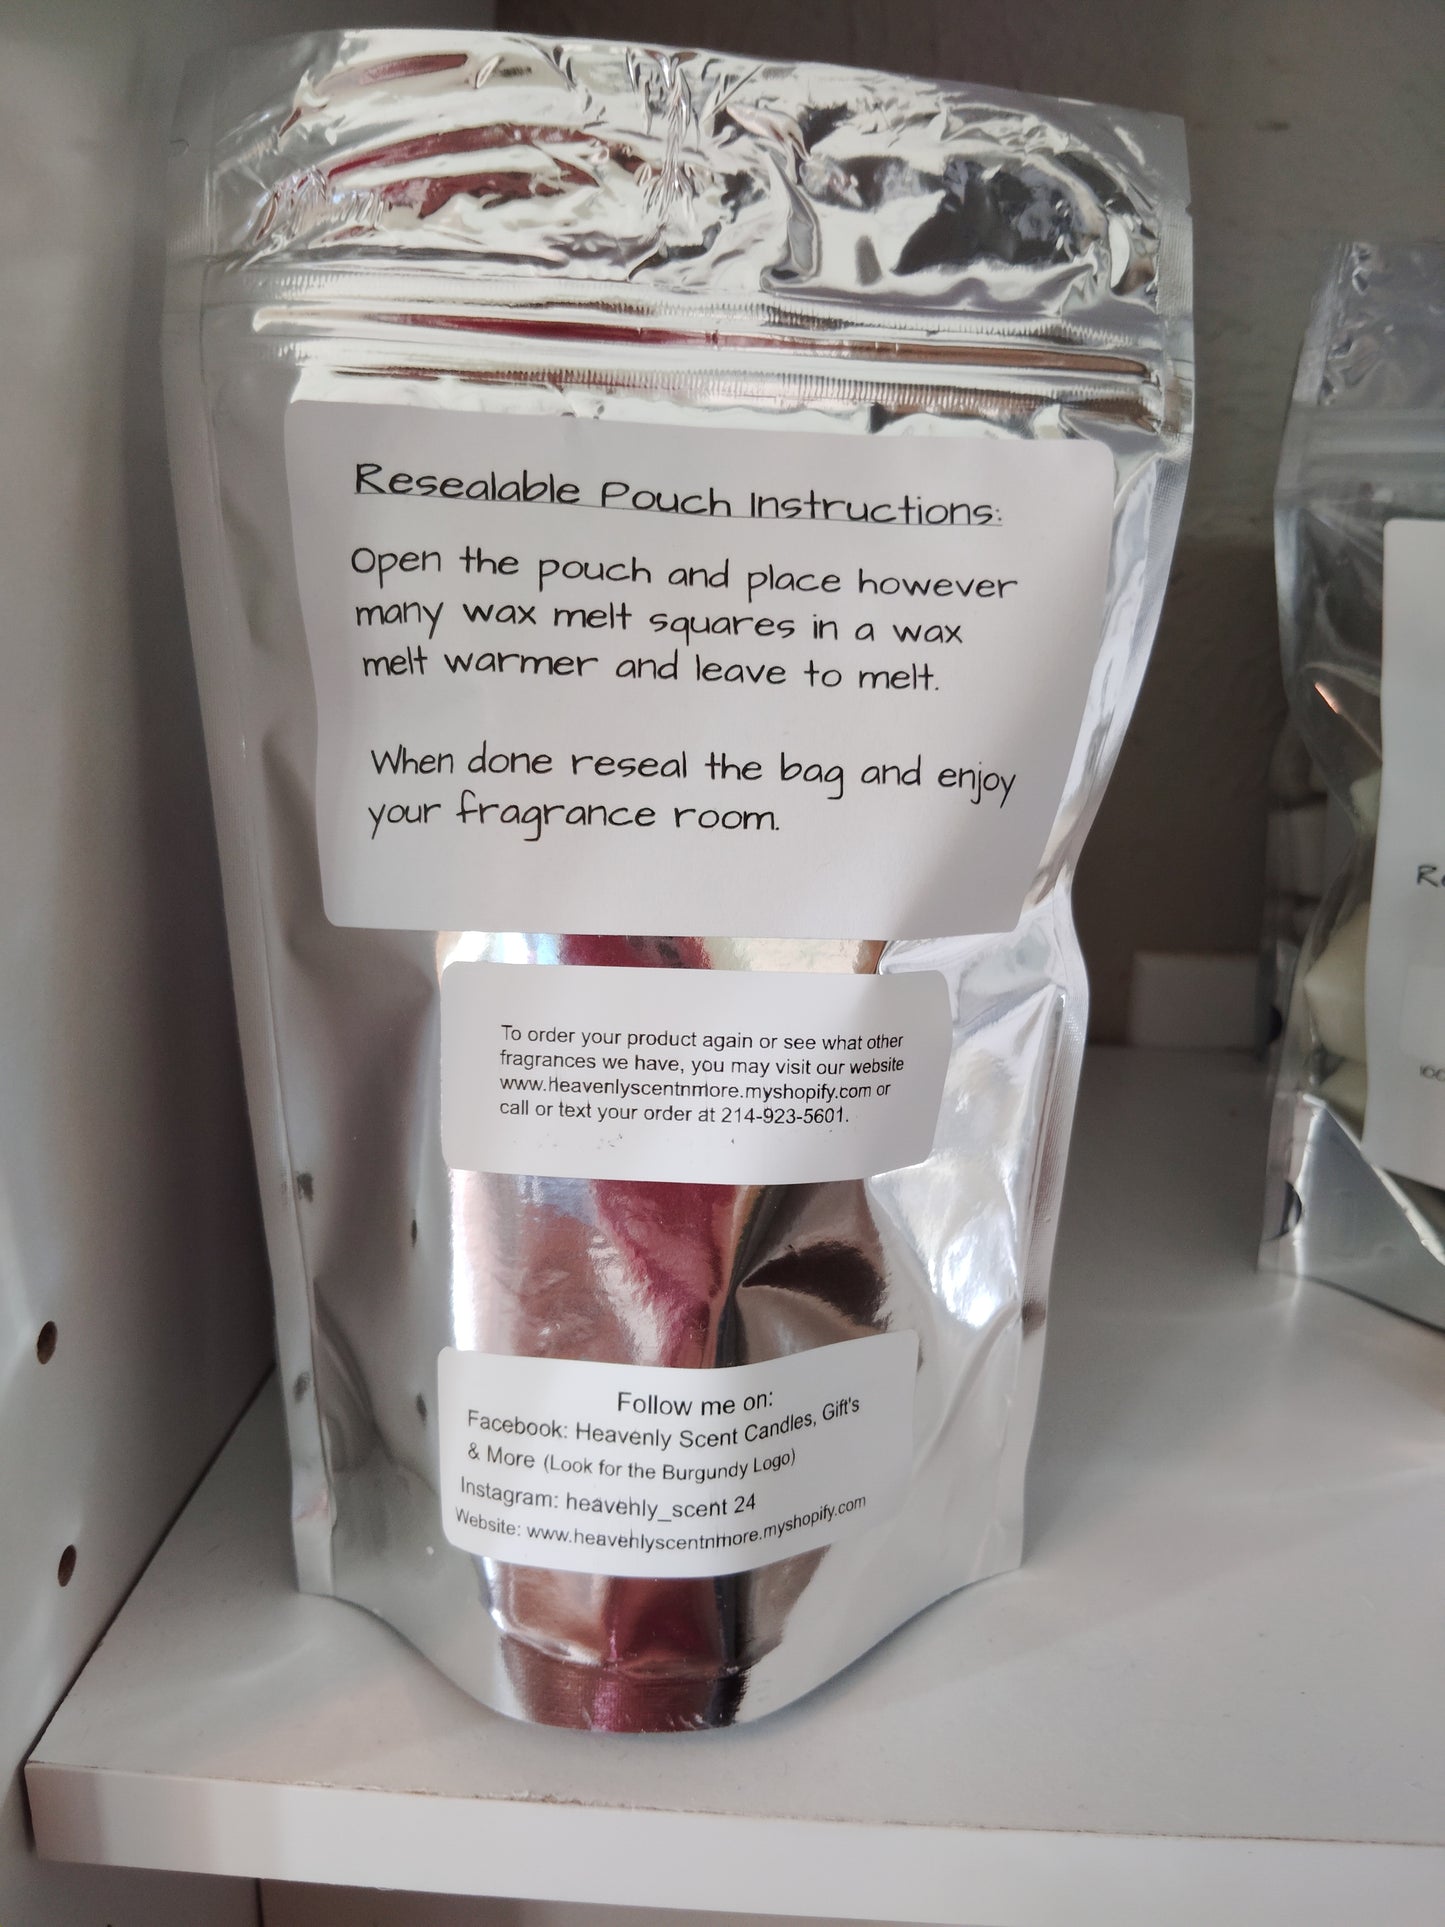 Resealable Pouch Instructions:
Open the pouch and place however
many wax melt squares in a wax
melt warmer and leave to melt.
When done reseal the bag and enjoy
your fragrance room.
To order your product again or see what other
fragrances we have, you may visit our website
www.Heavenlyscentnmore.myshopify.com or
call or text your order at 214-923-5601.
Follow me on:
Facebook: Heavenly Scent Candles, Gift's
& More (Look for the Burgundy Logo)
Instagram: heavenly_scent 24
Website: www.heavenlyscentnmore.myshopify.com